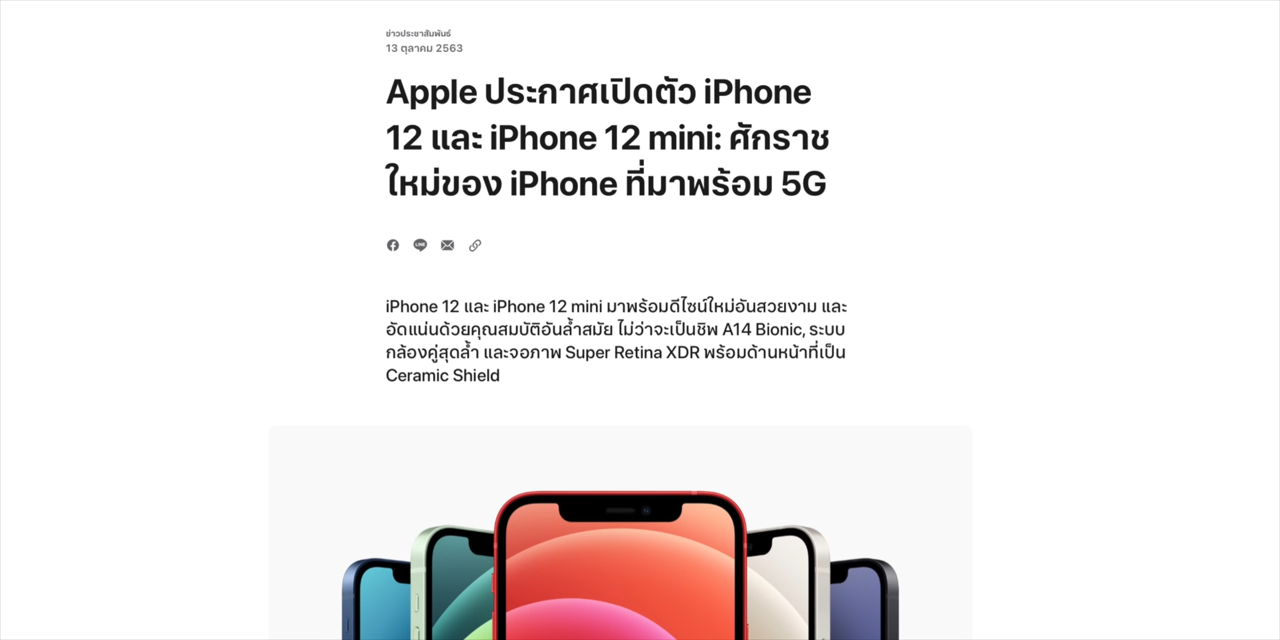 ข่าวประชาสัมพันธ์
13 ตุลาคม 2563
Apple ประกาศเปิดตัว iPhone
12 และ iPhone 12 mini: ศักราช
ใหม่ของ iPhone ที่มาพร้อม 5G
LINE
iPhone 12 และ iPhone 12 mini มาพร้อมดีไซน์ใหม่อันสวยงาม และ
อัดแน่นด้วยคุณสมบัติอันล้ำสมัย ไม่ว่าจะเป็นชิพ A14 Bionic, ระบบ
กล้องคู่สุดล้ำ และจอภาพ Super Retina XDR พร้อมด้านหน้าที่เป็น
Ceramic Shield